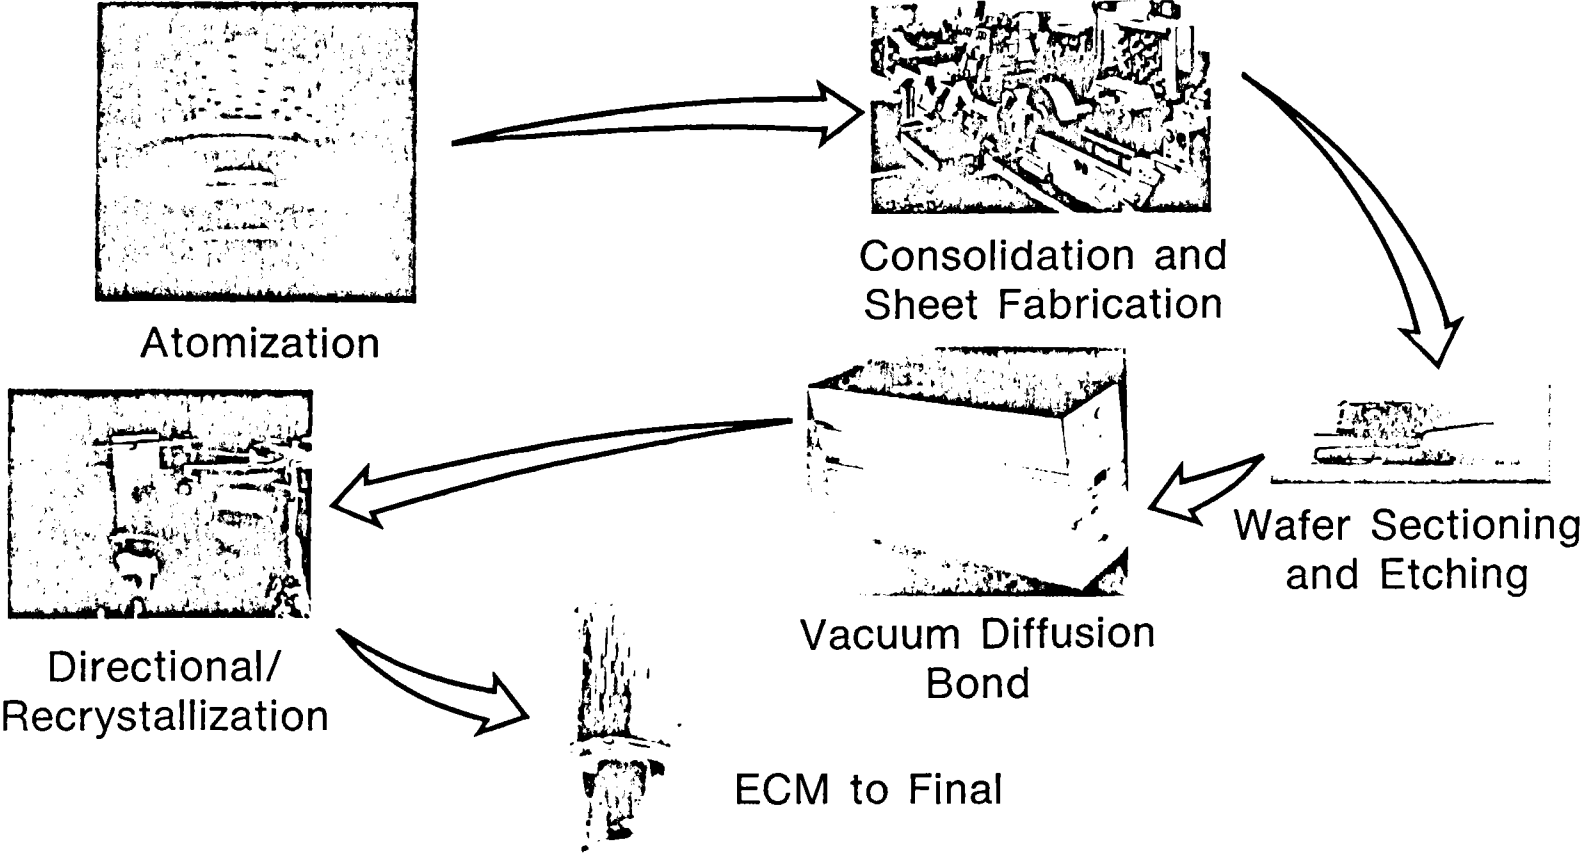 Atomization
Consolidation and
Sheet Fabrication
Wafer Sectioning
and Etching
Vacuum Diffusion
Bond
Directional/
Recrystallization
ECM to Final